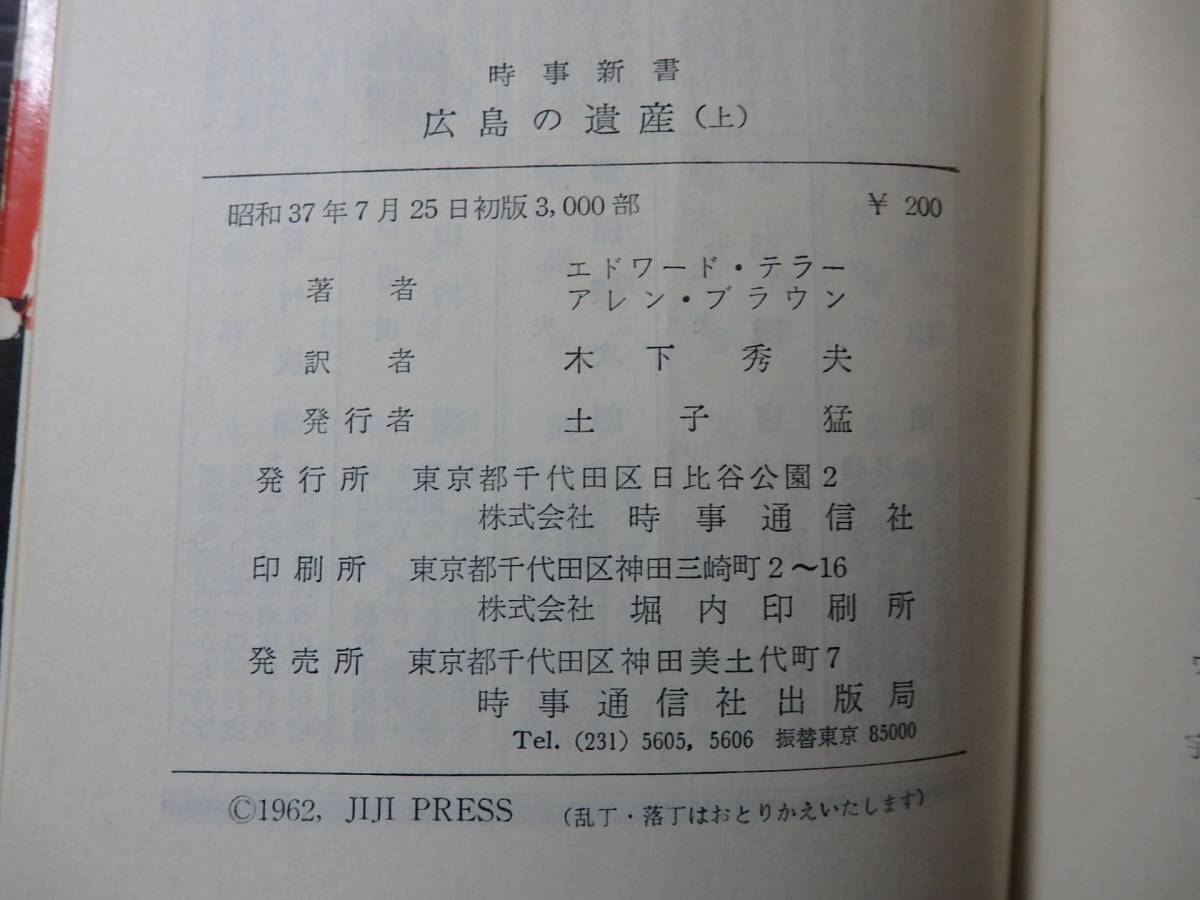 時事新書
広島の遺産(上)
昭和37年7月25日初版3,000部 ¥ 200
著者 エドワード・テラー
アレン・ブラウン
訳者 木下秀夫
発行者 土子猛
発行所 東京都千代田区日比谷公園2
株式会社 時事通信社
印刷所 東京都千代田区神田三崎町2〜16
株式会社 堀内印刷所
発売所 東京都千代田区神田美土代町7
時事通信社出版局
Tel. (231) 5605, 5606 振替東京 85000
©1962, JIJI PRESS (乱丁・落丁はおとりかえいたします)